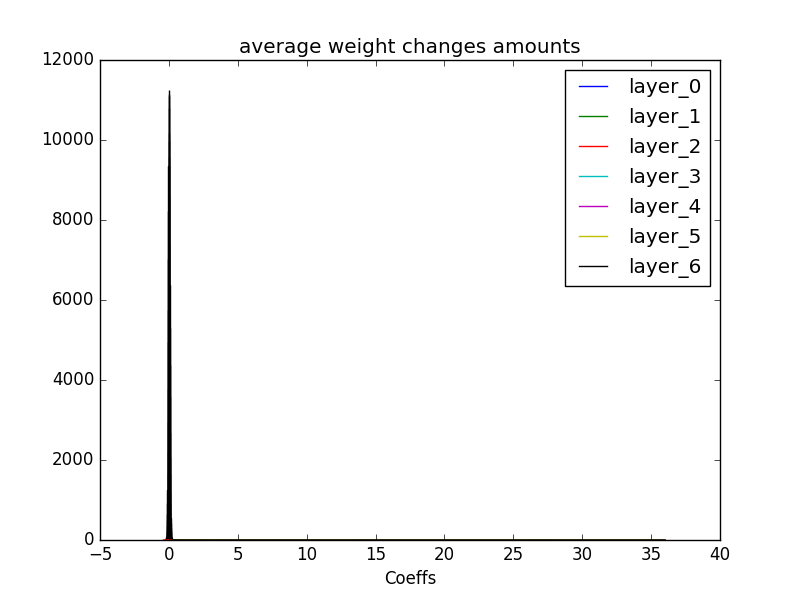 average weight changes amounts
12000
10000
8000
6000
4000
2000
0
layer_0
layer_1
layer_2
layer_3
layer_4
layer_5
layer_6
−5 0 5 10 15 20 25 30 35 40
Coeffs